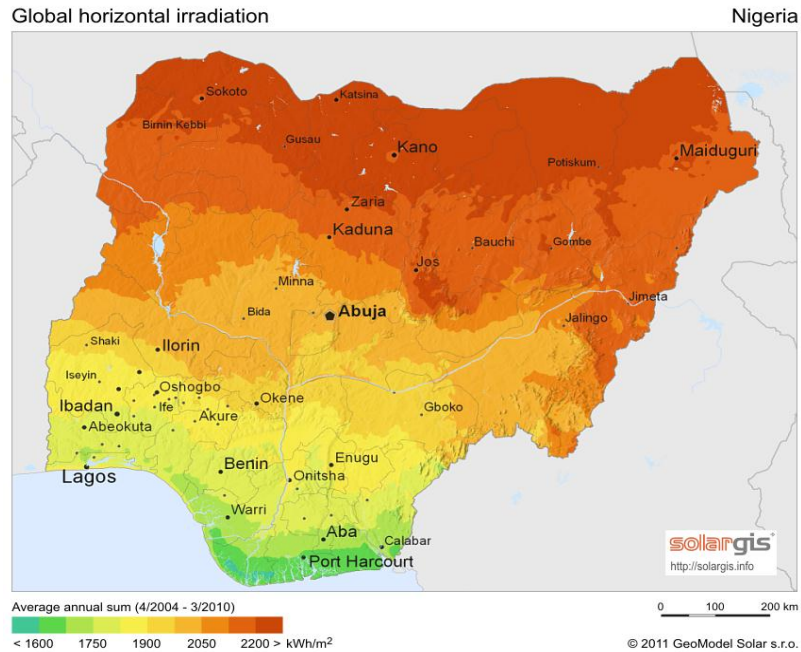 Global horizontal irradiation
Nigeria
Sokoto
Katsina
Birnin Kebbi
Gusau
Kano
Potiskum
Maiduguri
Zaria
Kaduna
Bauchi
Gombe
Jos
Minna
Jimeta
Bida
Abuja
Jalingo
Shaki
Ilorin
Iseyin
Oshogbo
Ibadan
Ife
Okene
Akure
Gboko
Abeokuta
Benin
Enugu
Lagos
Onitsha
Warri
Aba
Calabar
Port Harcourt
solargis
http://solargis.info
Average annual sum (4/2004 - 3/2010)
0 100 200 km
< 1600 1750 1900 2050 2200 > kWh/m²
© 2011 GeoModel Solar s.r.o.